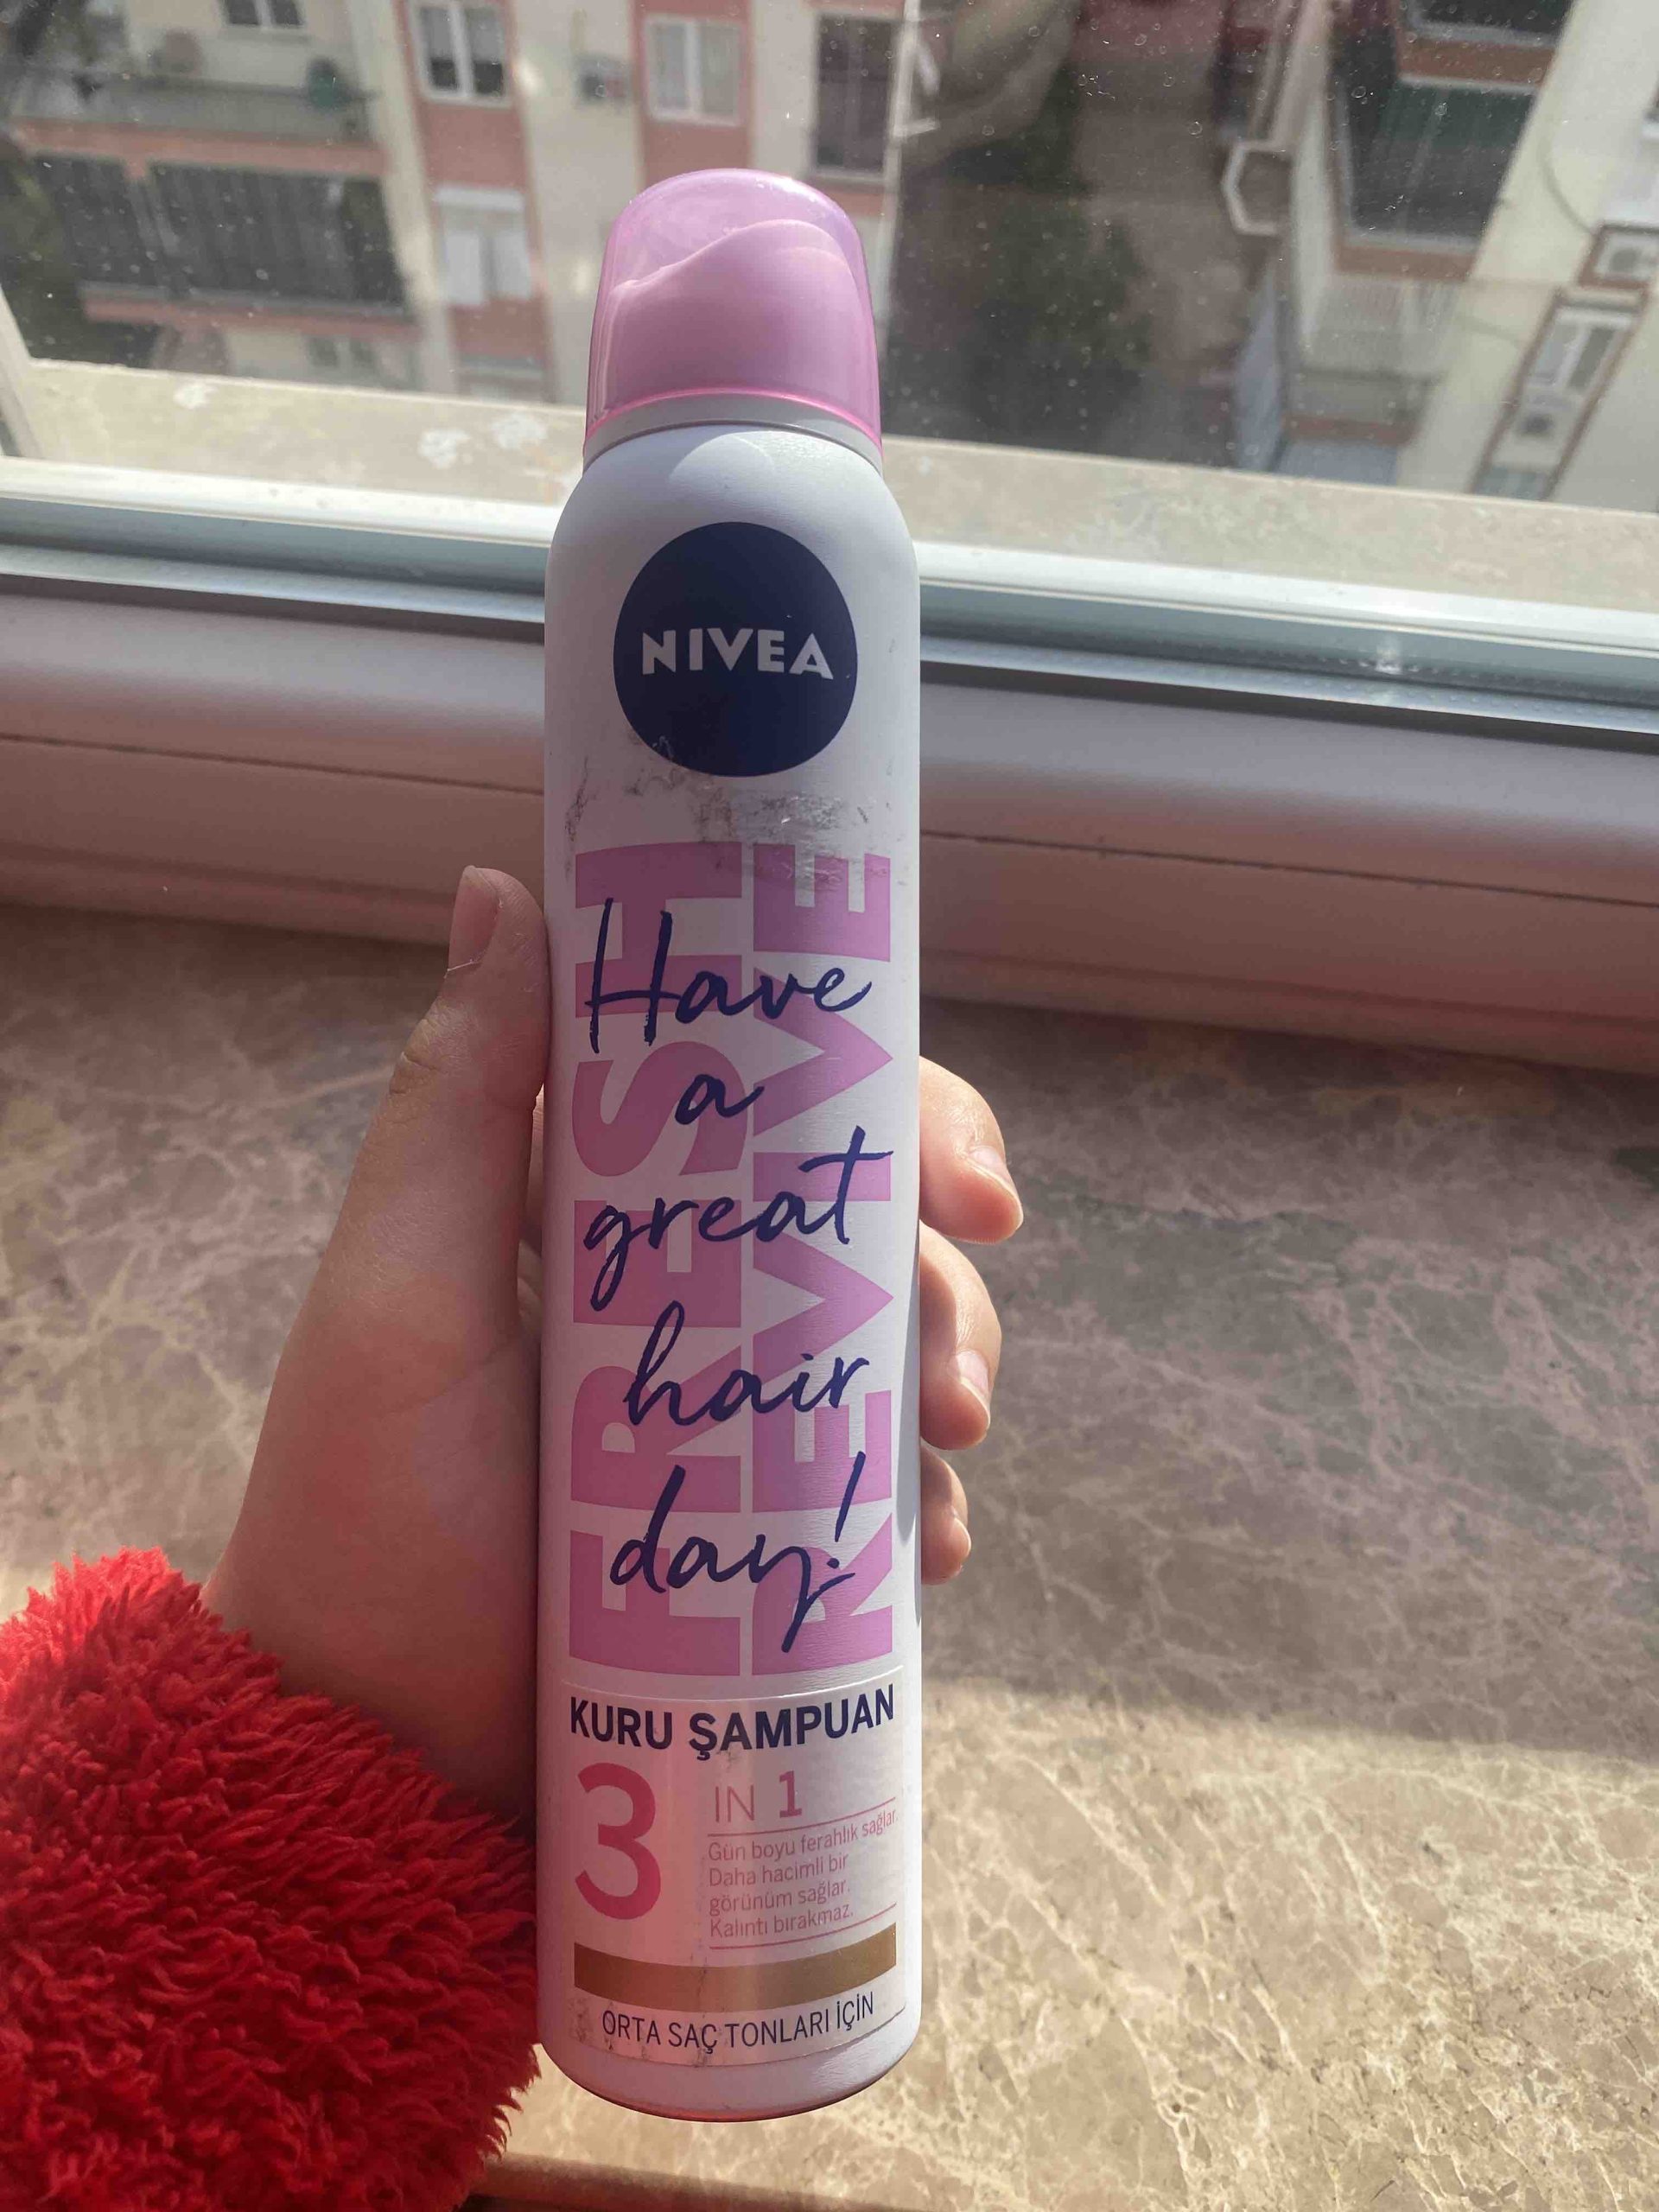 NIVEA
FRESH
REVIVE
Have
a
great
hair
day!
KURU ŞAMPUAN
3 IN 1
Gün boyu ferahlık sağlar.
Daha hacimli bir
görünüm sağlar.
Kalıntı bırakmaz.
ORTA SAÇ TONLARI İÇİN